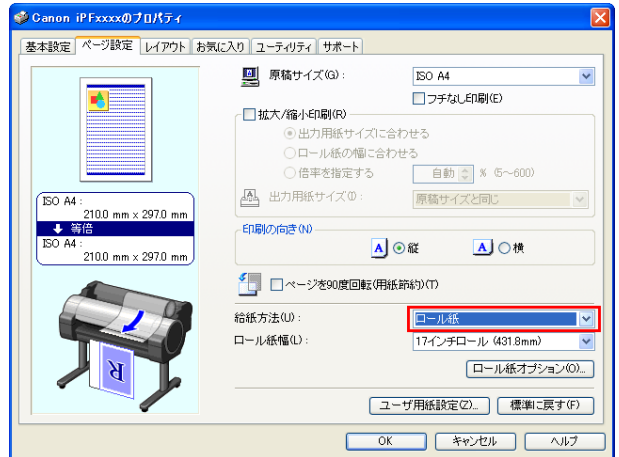 Canon iPFxxxxのプロパティ
基本設定 ページ設定 レイアウト お気に入り ユーティリティ サポート
原稿サイズ(G): ISO A4
フチなし印刷(E)
拡大/縮小印刷(R)
出力用紙サイズに合わせる
ロール紙の幅に合わせる
倍率を指定する 自動 % (5~600)
出力用紙サイズ(I): 原稿サイズと同じ
ISO A4 :
210.0 mm x 297.0 mm
等倍
ISO A4 :
210.0 mm x 297.0 mm
印刷の向き(N)
A 縦 A 横
ページを90度回転(用紙節約)(T)
給紙方法(U): ロール紙
ロール紙幅(L): 17インチロール (431.8mm)
ロール紙オプション(O)...
R
ユーザ用紙設定(Z)... 標準に戻す(F)
OK キャンセル ヘルプ